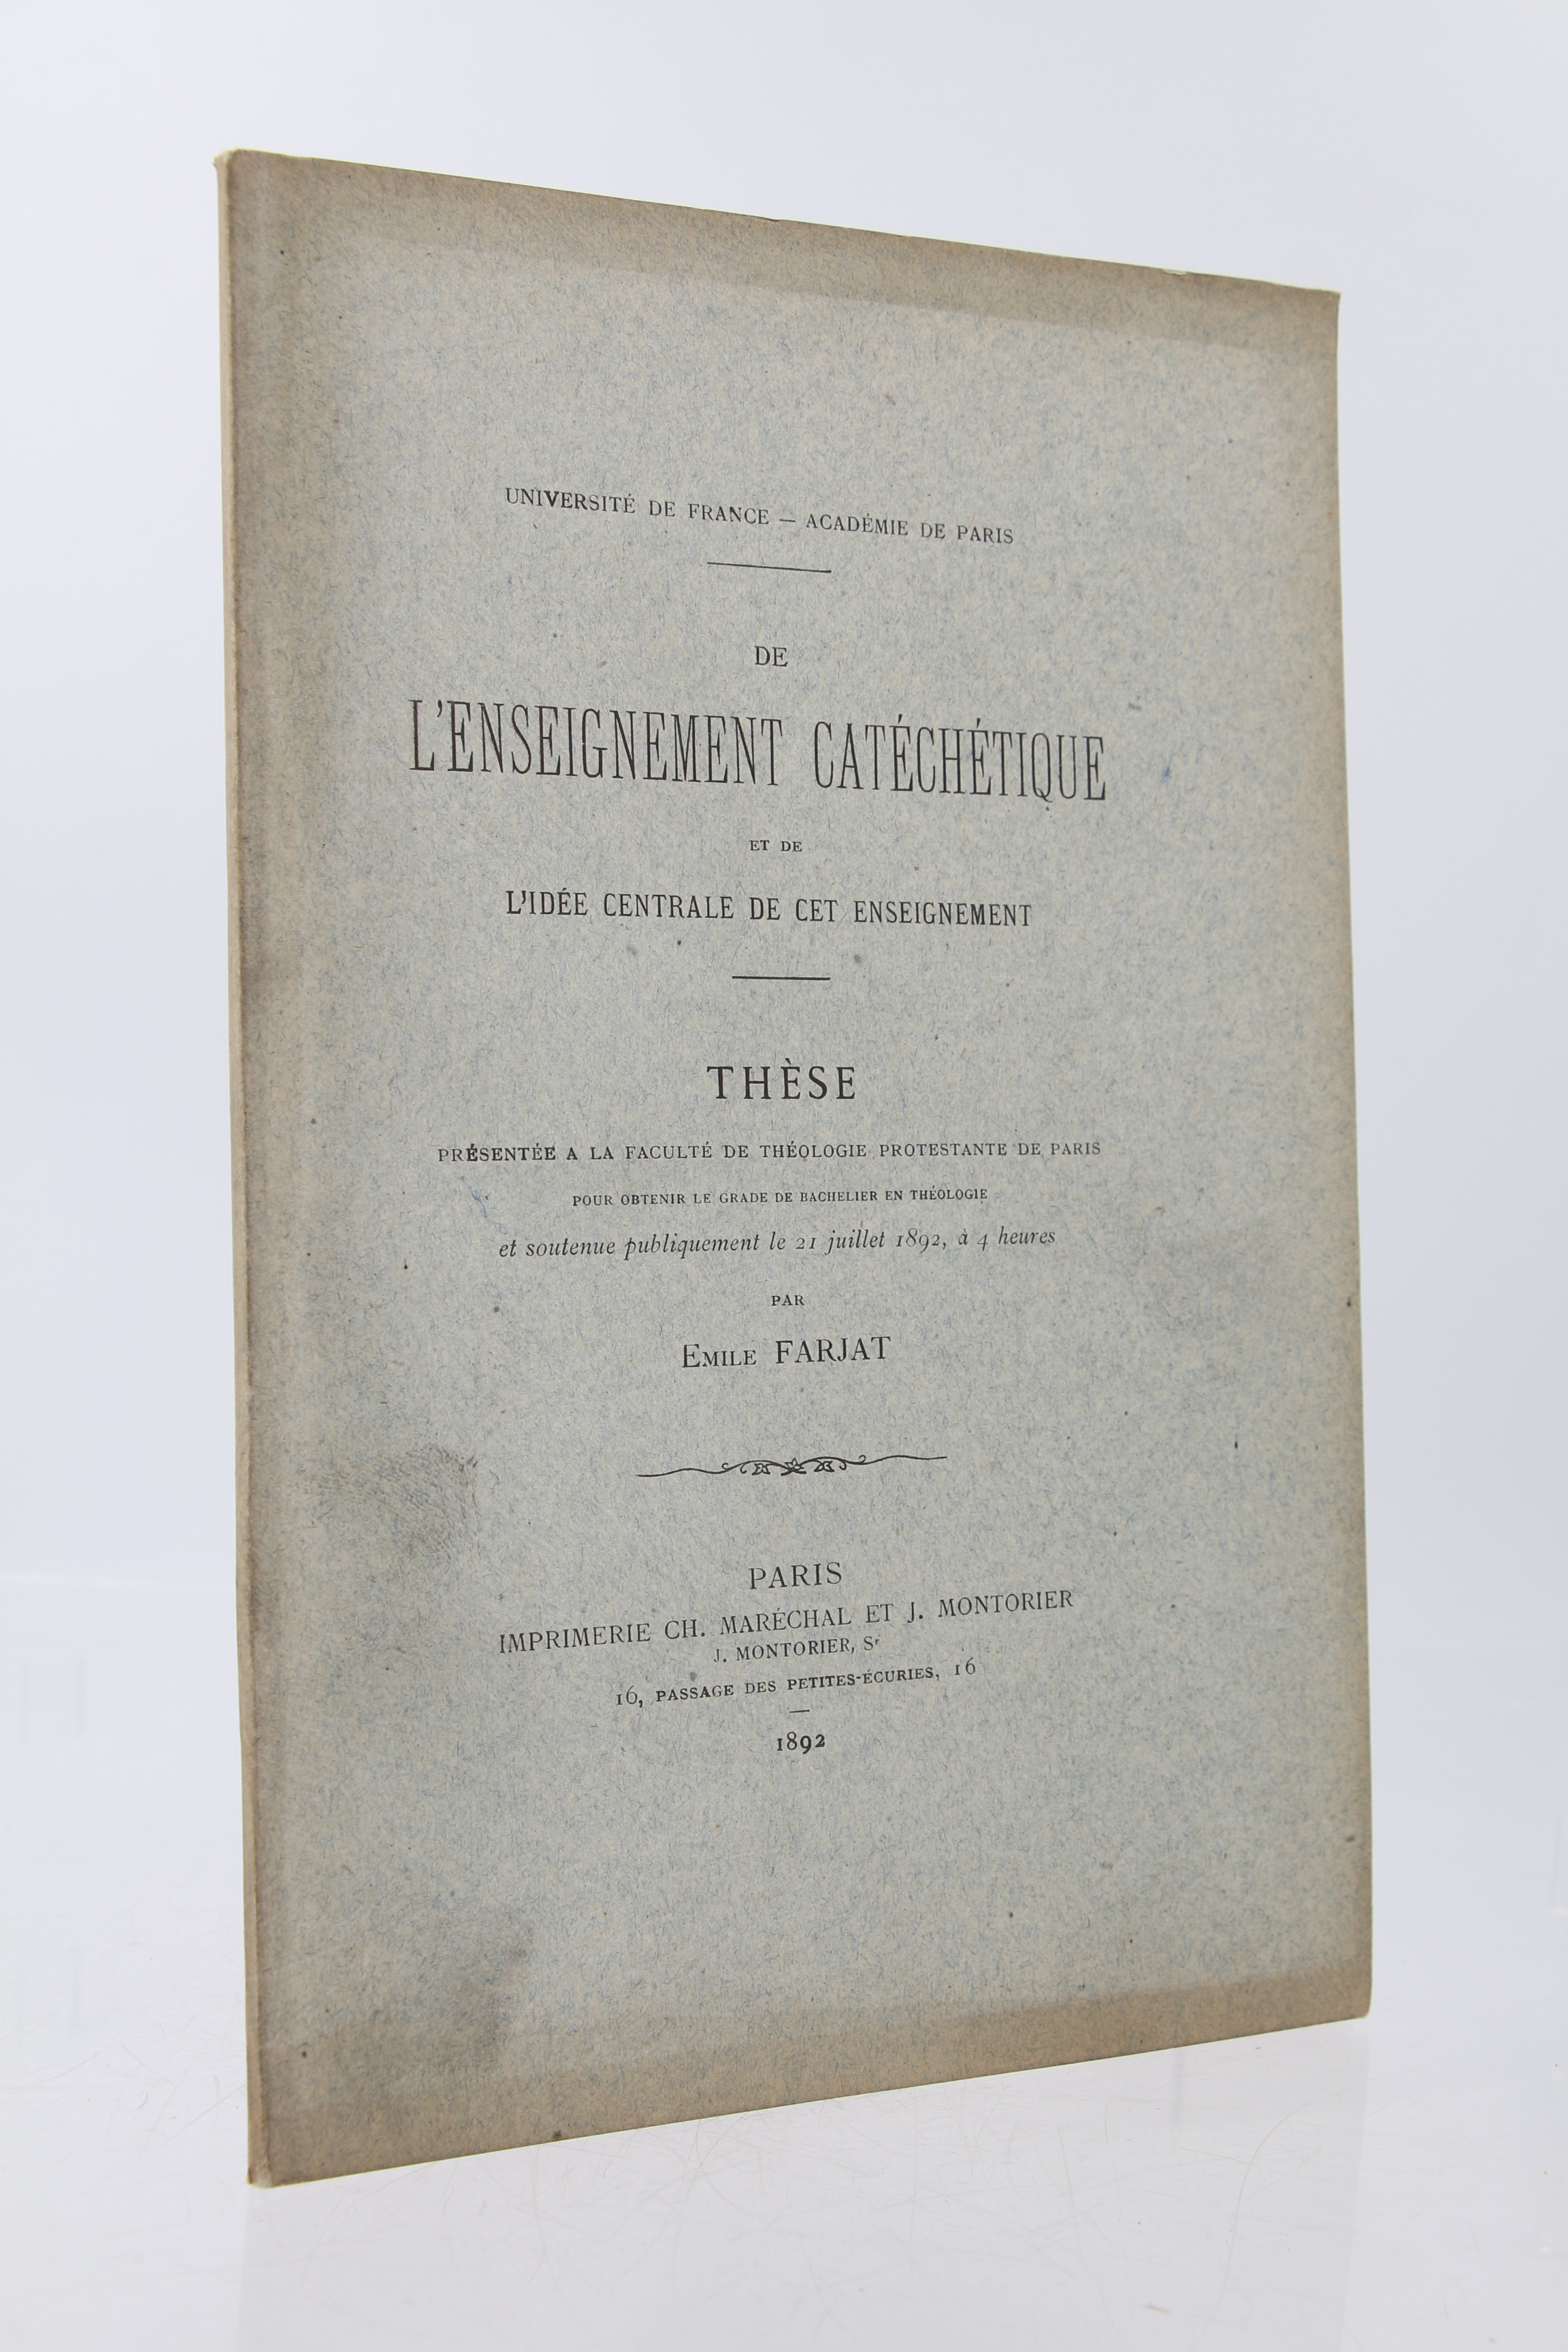 UNIVERSITÉ DE FRANCE — ACADÉMIE DE PARIS
DE
L'ENSEIGNEMENT CATÉCHÉTIQUE
ET DE
L'IDÉE CENTRALE DE CET ENSEIGNEMENT
THÈSE
PRÉSENTÉE A LA FACULTÉ DE THÉOLOGIE PROTESTANTE DE PARIS
POUR OBTENIR LE GRADE DE BACHELIER EN THÉOLOGIE
et soutenue publiquement le 21 juillet 1892, à 4 heures
PAR
EMILE FARJAT
PARIS
IMPRIMERIE CH. MARÉCHAL ET J. MONTORIER
J. MONTORIER, Sr
16, PASSAGE DES PETITES-ÉCURIES, 16
1892